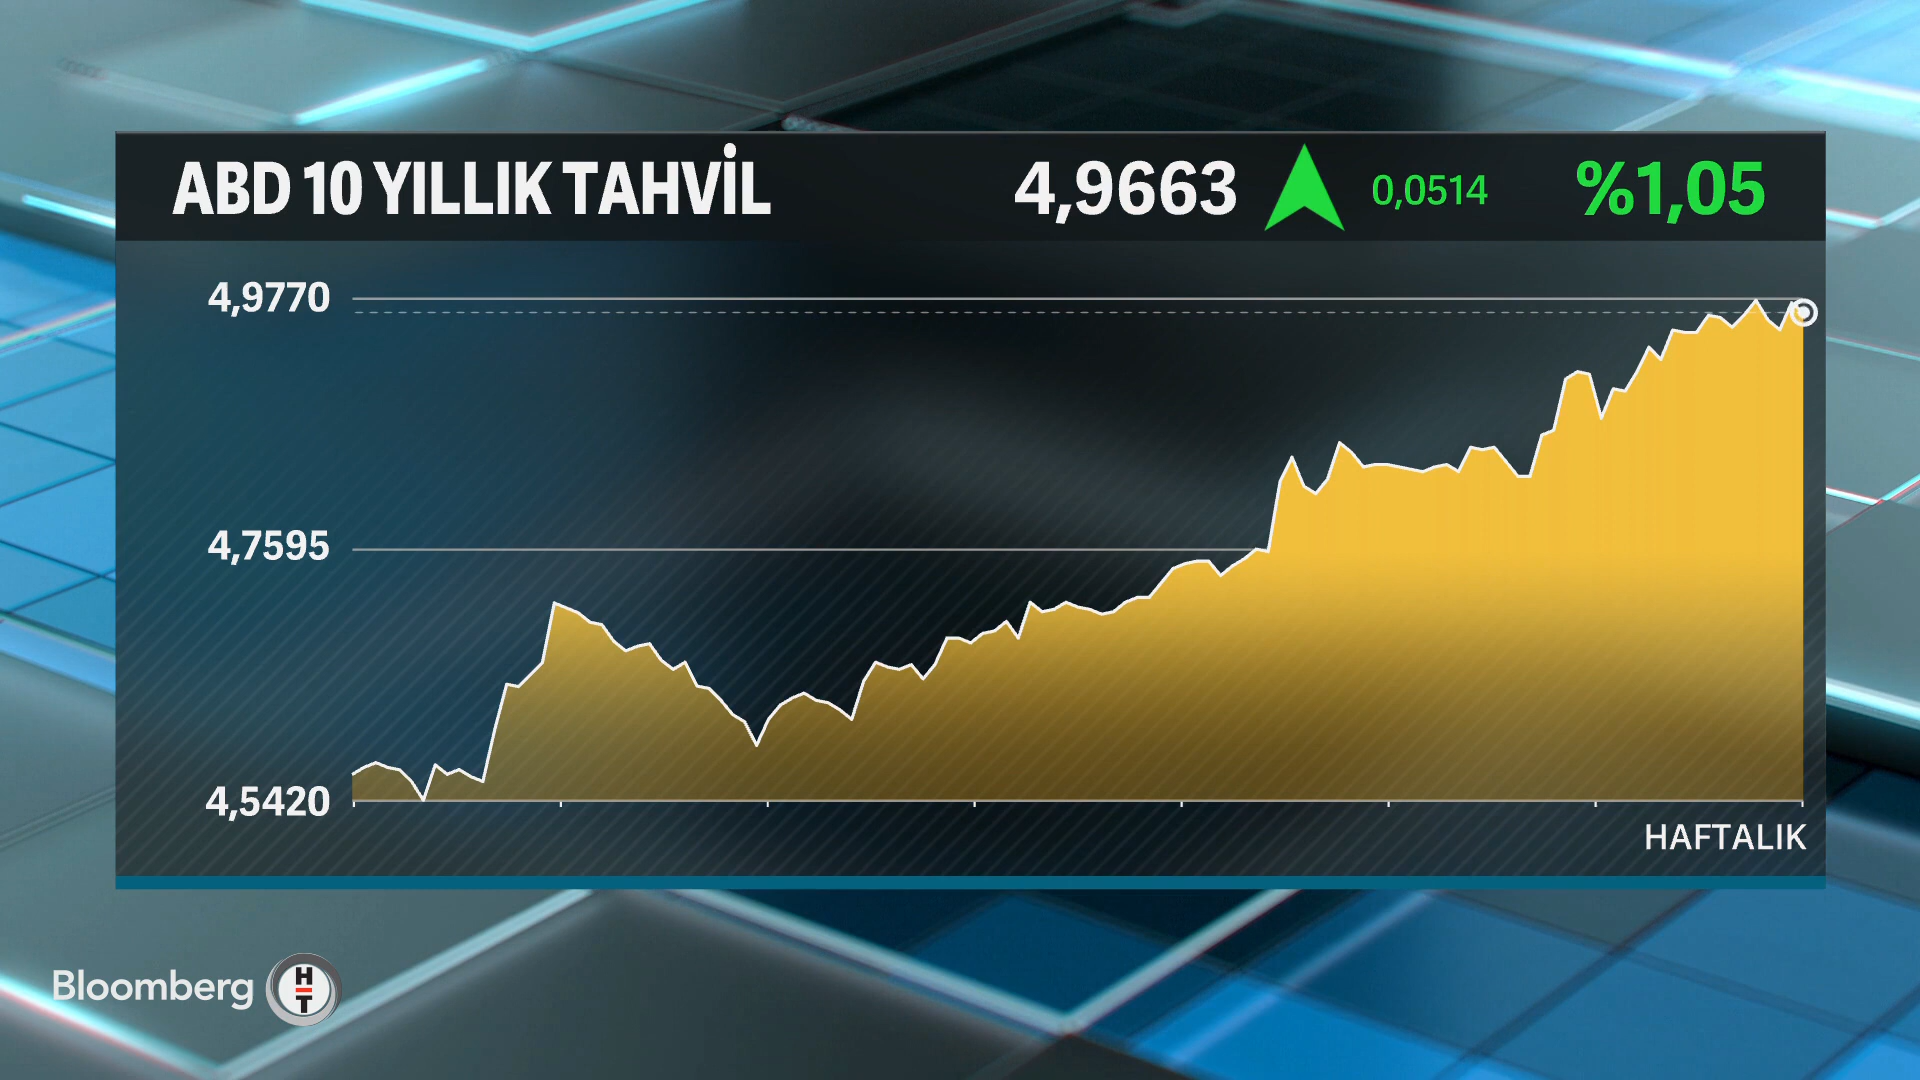 ABD 10 YILLIK TAHVİL 4,9663 0,0514 %1,05
4,9770
4,7595
4,5420
HAFTALIK
Bloomberg HT